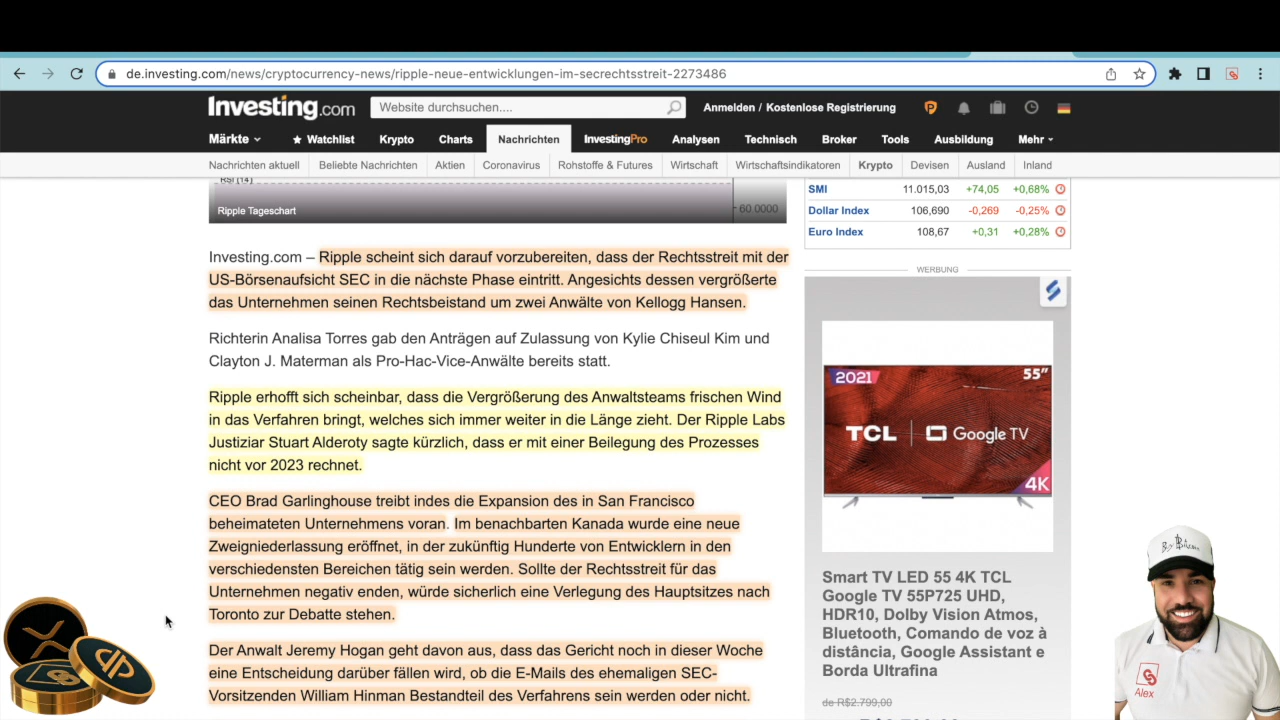 de.investing.com/news/cryptocurrency-news/ripple-neue-entwicklungen-im-secrechtsstreit-2273486
Investing.com
Website durchsuchen....
Anmelden / Kostenlose Registrierung
Märkte
Watchlist
Krypto
Charts
Nachrichten
InvestingPro
Analysen
Technisch
Broker
Tools
Ausbildung
Mehr
Nachrichten aktuell
Beliebte Nachrichten
Aktien
Coronavirus
Rohstoffe & Futures
Wirtschaft
Wirtschaftsindikatoren
Krypto
Devisen
Ausland
Inland
RSI (14)
60.0000
Ripple Tageschart
SMI 11.015,03 +74,05 +0,68%
Dollar Index 106,690 -0,269 -0,25%
Euro Index 108,67 +0,31 +0,28%
Investing.com – Ripple scheint sich darauf vorzubereiten, dass der Rechtsstreit mit der
US-Börsenaufsicht SEC in die nächste Phase eintritt. Angesichts dessen vergrößerte
das Unternehmen seinen Rechtsbeistand um zwei Anwälte von Kellogg Hansen.
Richterin Analisa Torres gab den Anträgen auf Zulassung von Kylie Chiseul Kim und
Clayton J. Materman als Pro-Hac-Vice-Anwälte bereits statt.
Ripple erhofft sich scheinbar, dass die Vergrößerung des Anwaltsteams frischen Wind
in das Verfahren bringt, welches sich immer weiter in die Länge zieht. Der Ripple Labs
Justiziar Stuart Alderoty sagte kürzlich, dass er mit einer Beilegung des Prozesses
nicht vor 2023 rechnet.
CEO Brad Garlinghouse treibt indes die Expansion des in San Francisco
beheimateten Unternehmens voran. Im benachbarten Kanada wurde eine neue
Zweigniederlassung eröffnet, in der zukünftig Hunderte von Entwicklern in den
verschiedensten Bereichen tätig sein werden. Sollte der Rechtsstreit für das
Unternehmen negativ enden, würde sicherlich eine Verlegung des Hauptsitzes nach
Toronto zur Debatte stehen.
Der Anwalt Jeremy Hogan geht davon aus, dass das Gericht noch in dieser Woche
eine Entscheidung darüber fällen wird, ob die E-Mails des ehemaligen SEC-
Vorsitzenden William Hinman Bestandteil des Verfahrens sein werden oder nicht.
WERBUNG
2021
55”
TCL
Google TV
4K
Smart TV LED 55 4K TCL
Google TV 55P725 UHD,
HDR10, Dolby Vision Atmos,
Bluetooth, Comando de voz à
distância, Google Assistant e
Borda Ultrafina
de R$2.799,00
Alex